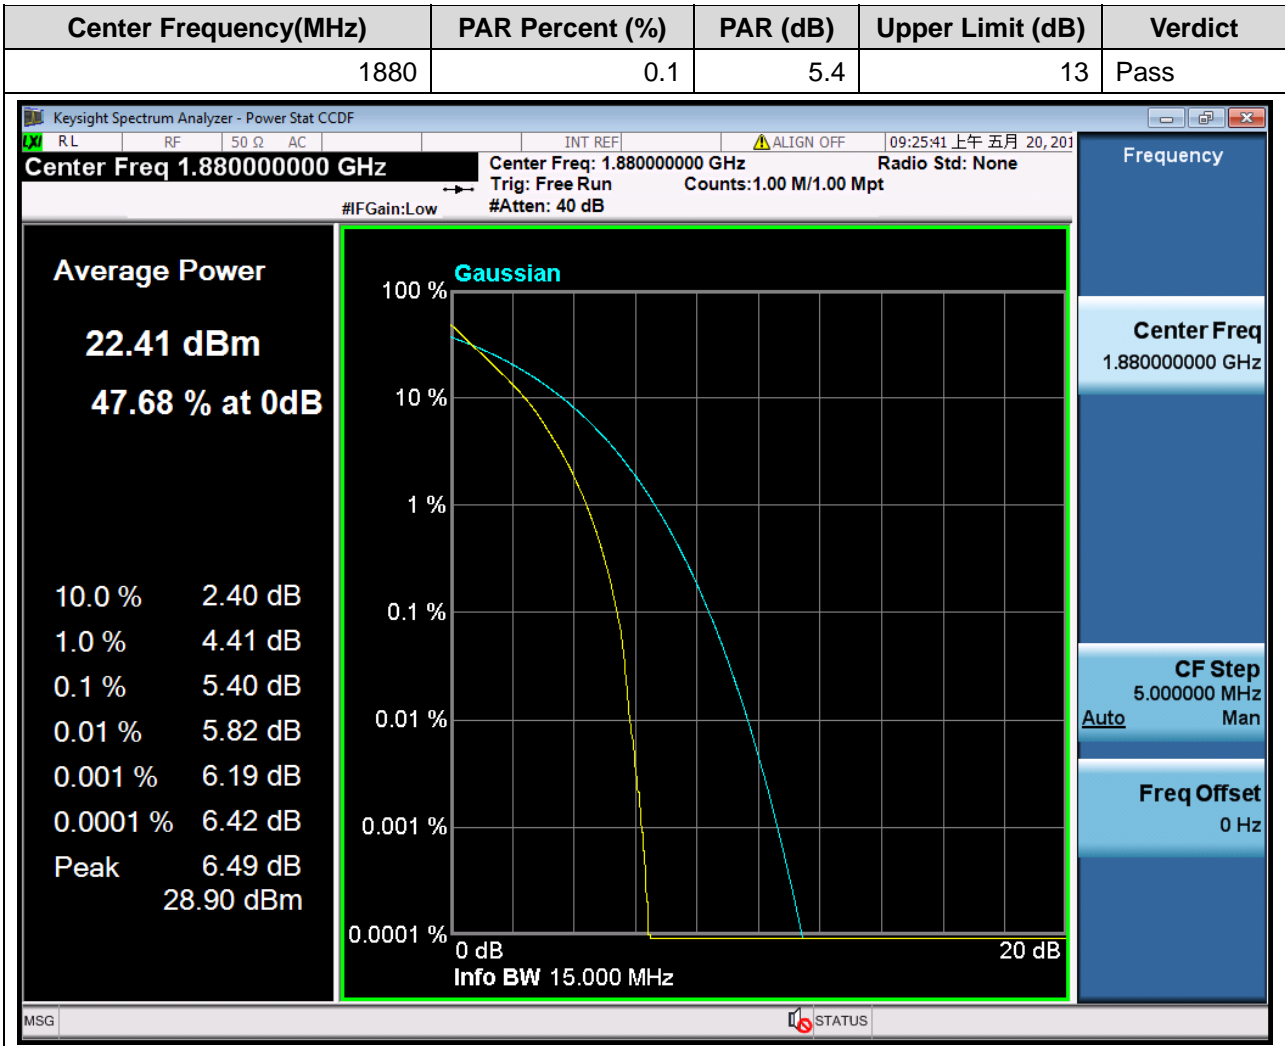 Center Frequency(MHz) PAR Percent (%) PAR (dB) Upper Limit (dB) Verdict
1880 0.1 5.4 13 Pass
Keysight Spectrum Analyzer - Power Stat CCDF
LXI RL RF 50 Ω AC INT REF ALIGN OFF 09:25:41 上午 五月 20, 201
Center Freq 1.880000000 GHz
Center Freq: 1.880000000 GHz Radio Std: None
Trig: Free Run Counts:1.00 M/1.00 Mpt
#IFGain:Low #Atten: 40 dB
Average Power
22.41 dBm
47.68 % at 0dB
10.0 % 2.40 dB
1.0 % 4.41 dB
0.1 % 5.40 dB
0.01 % 5.82 dB
0.001 % 6.19 dB
0.0001 % 6.42 dB
Peak 6.49 dB
28.90 dBm
Gaussian
100 %
10 %
1 %
0.1 %
0.01 %
0.001 %
0.0001 %
0 dB 20 dB
Info BW 15.000 MHz
Frequency
Center Freq
1.880000000 GHz
CF Step
5.000000 MHz
Auto Man
Freq Offset
0 Hz
MSG STATUS